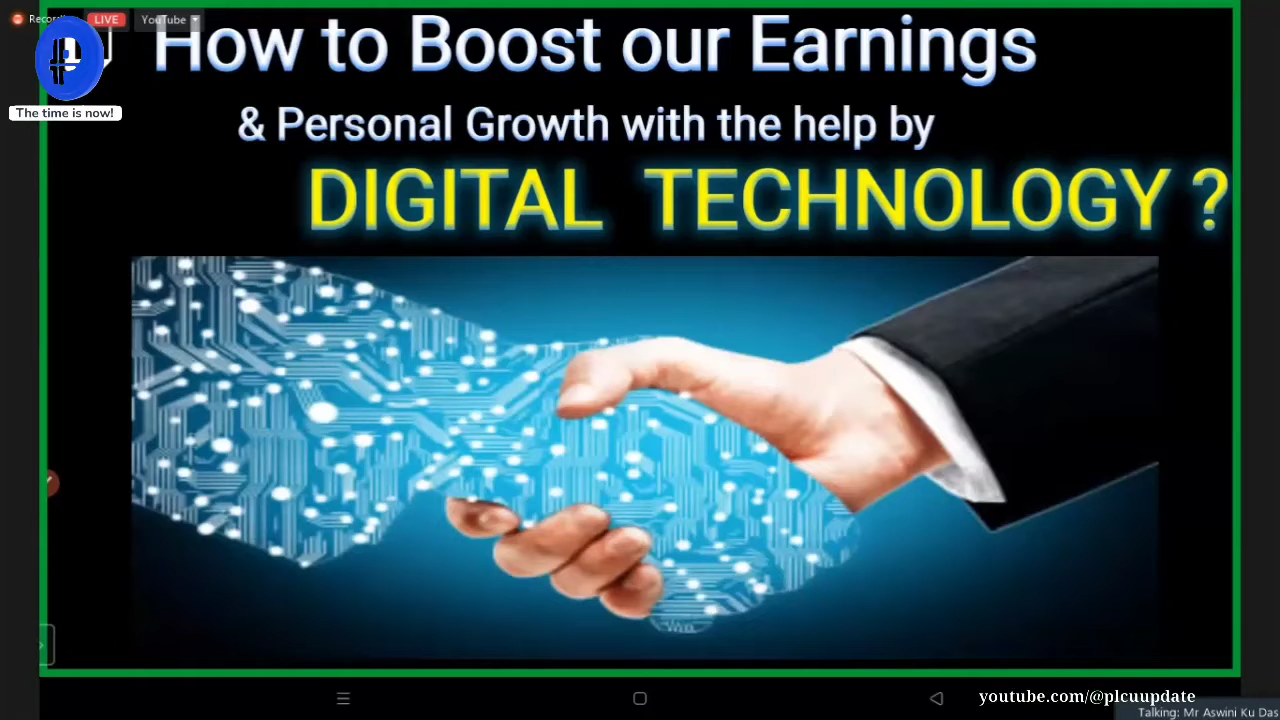 Recording
LIVE
YouTube
The time is now!
How to Boost our Earnings
& Personal Growth with the help by
DIGITAL TECHNOLOGY ?
youtube.com/@plcuupdate
Talking: Mr Aswini Ku Das